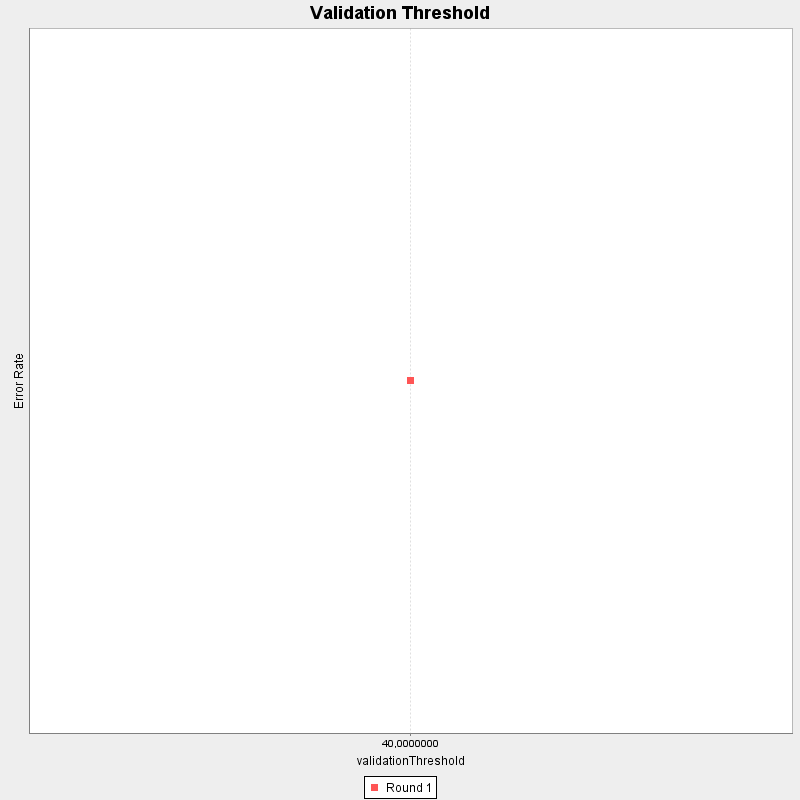 Validation Threshold
Error Rate
40,0000000
validationThreshold
Round 1